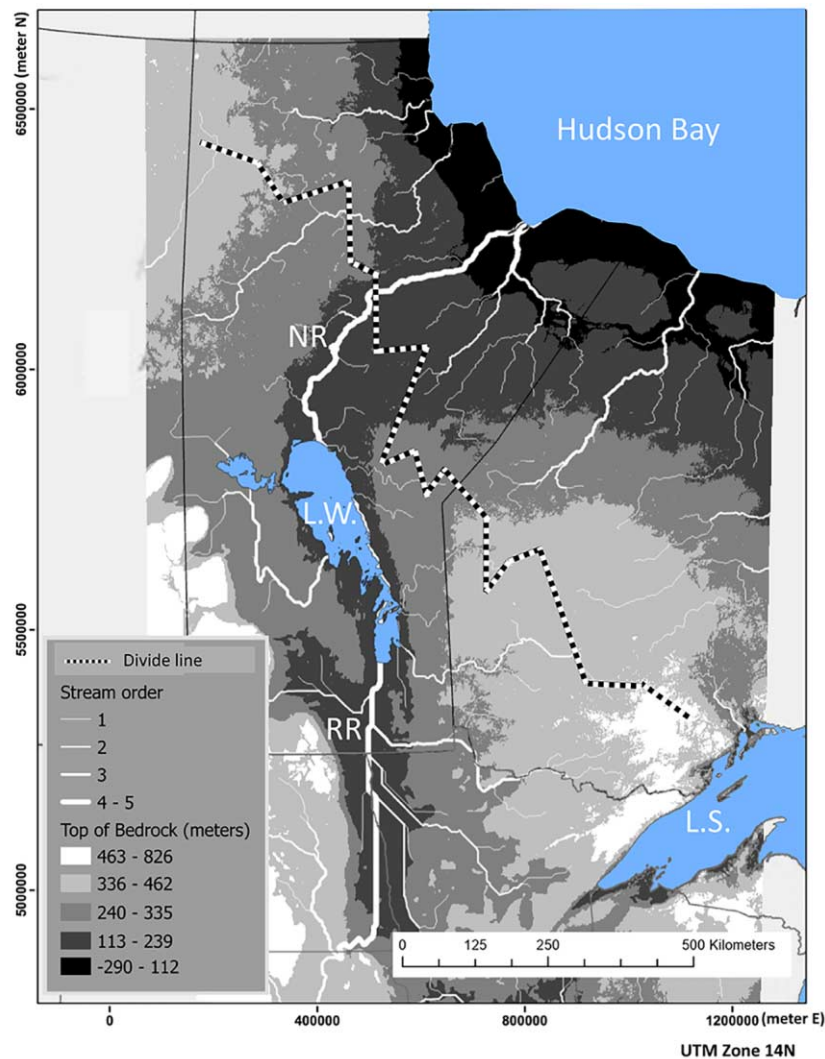 6500000 (meter N)
6000000
5500000
5000000
Hudson Bay
NR
L.W.
RR
L.S.
Divide line
Stream order
1
2
3
4 - 5
Top of Bedrock (meters)
463 - 826
336 - 462
240 - 335
113 - 239
-290 - 112
0 125 250 500 Kilometers
0 400000 800000 1200000 (meter E)
UTM Zone 14N